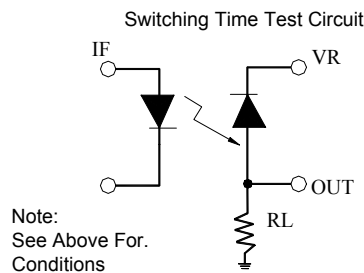 Switching Time Test Circuit
IF
VR
OUT
RL
Note:
See Above For.
Conditions